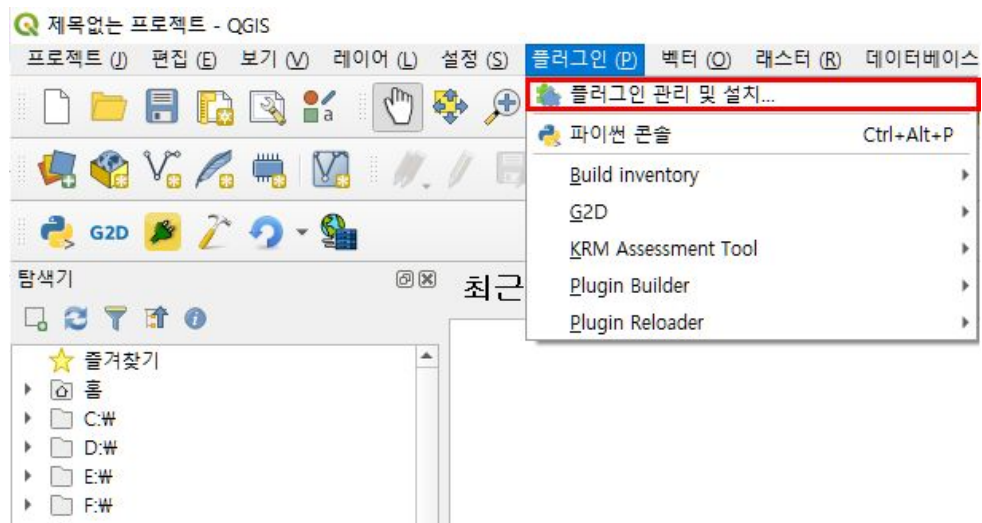 제목없는 프로젝트 - QGIS
프로젝트 (J) 편집 (E) 보기 (V) 레이어 (L) 설정 (S) 플러그인 (P) 벡터 (O) 래스터 (R) 데이터베이스
플러그인 관리 및 설치...
파이썬 콘솔 Ctrl+Alt+P
Build inventory
G2D
KRM Assessment Tool
Plugin Builder
Plugin Reloader
a
G2D
탐색기
최근
즐겨찾기
홈
C:₩
D:₩
E:₩
F:₩